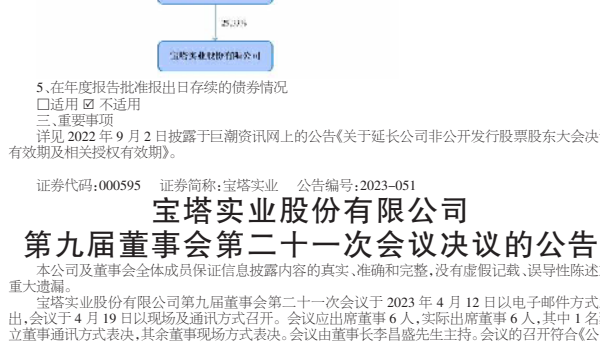 29.33%
宝塔实业股份有限公司
5、在年度报告批准报出日存续的债券情况
□适用 ☑ 不适用
三、重要事项
详见 2022 年 9 月 2 日披露于巨潮资讯网上的公告《关于延长公司非公开发行股票股东大会决
有效期及相关授权有效期》。
证券代码:000595 证券简称:宝塔实业 公告编号:2023-051
宝塔实业股份有限公司
第九届董事会第二十一次会议决议的公告
本公司及董事会全体成员保证信息披露内容的真实、准确和完整,没有虚假记载、误导性陈述
重大遗漏。
宝塔实业股份有限公司第九届董事会第二十一次会议于 2023 年 4 月 12 日以电子邮件方式
出,会议于 4 月 19 日以现场及通讯方式召开。会议应出席董事 6 人,实际出席董事 6 人,其中 1 名
立董事通讯方式表决,其余董事现场方式表决。会议由董事长李昌盛先生主持。会议的召开符合《公